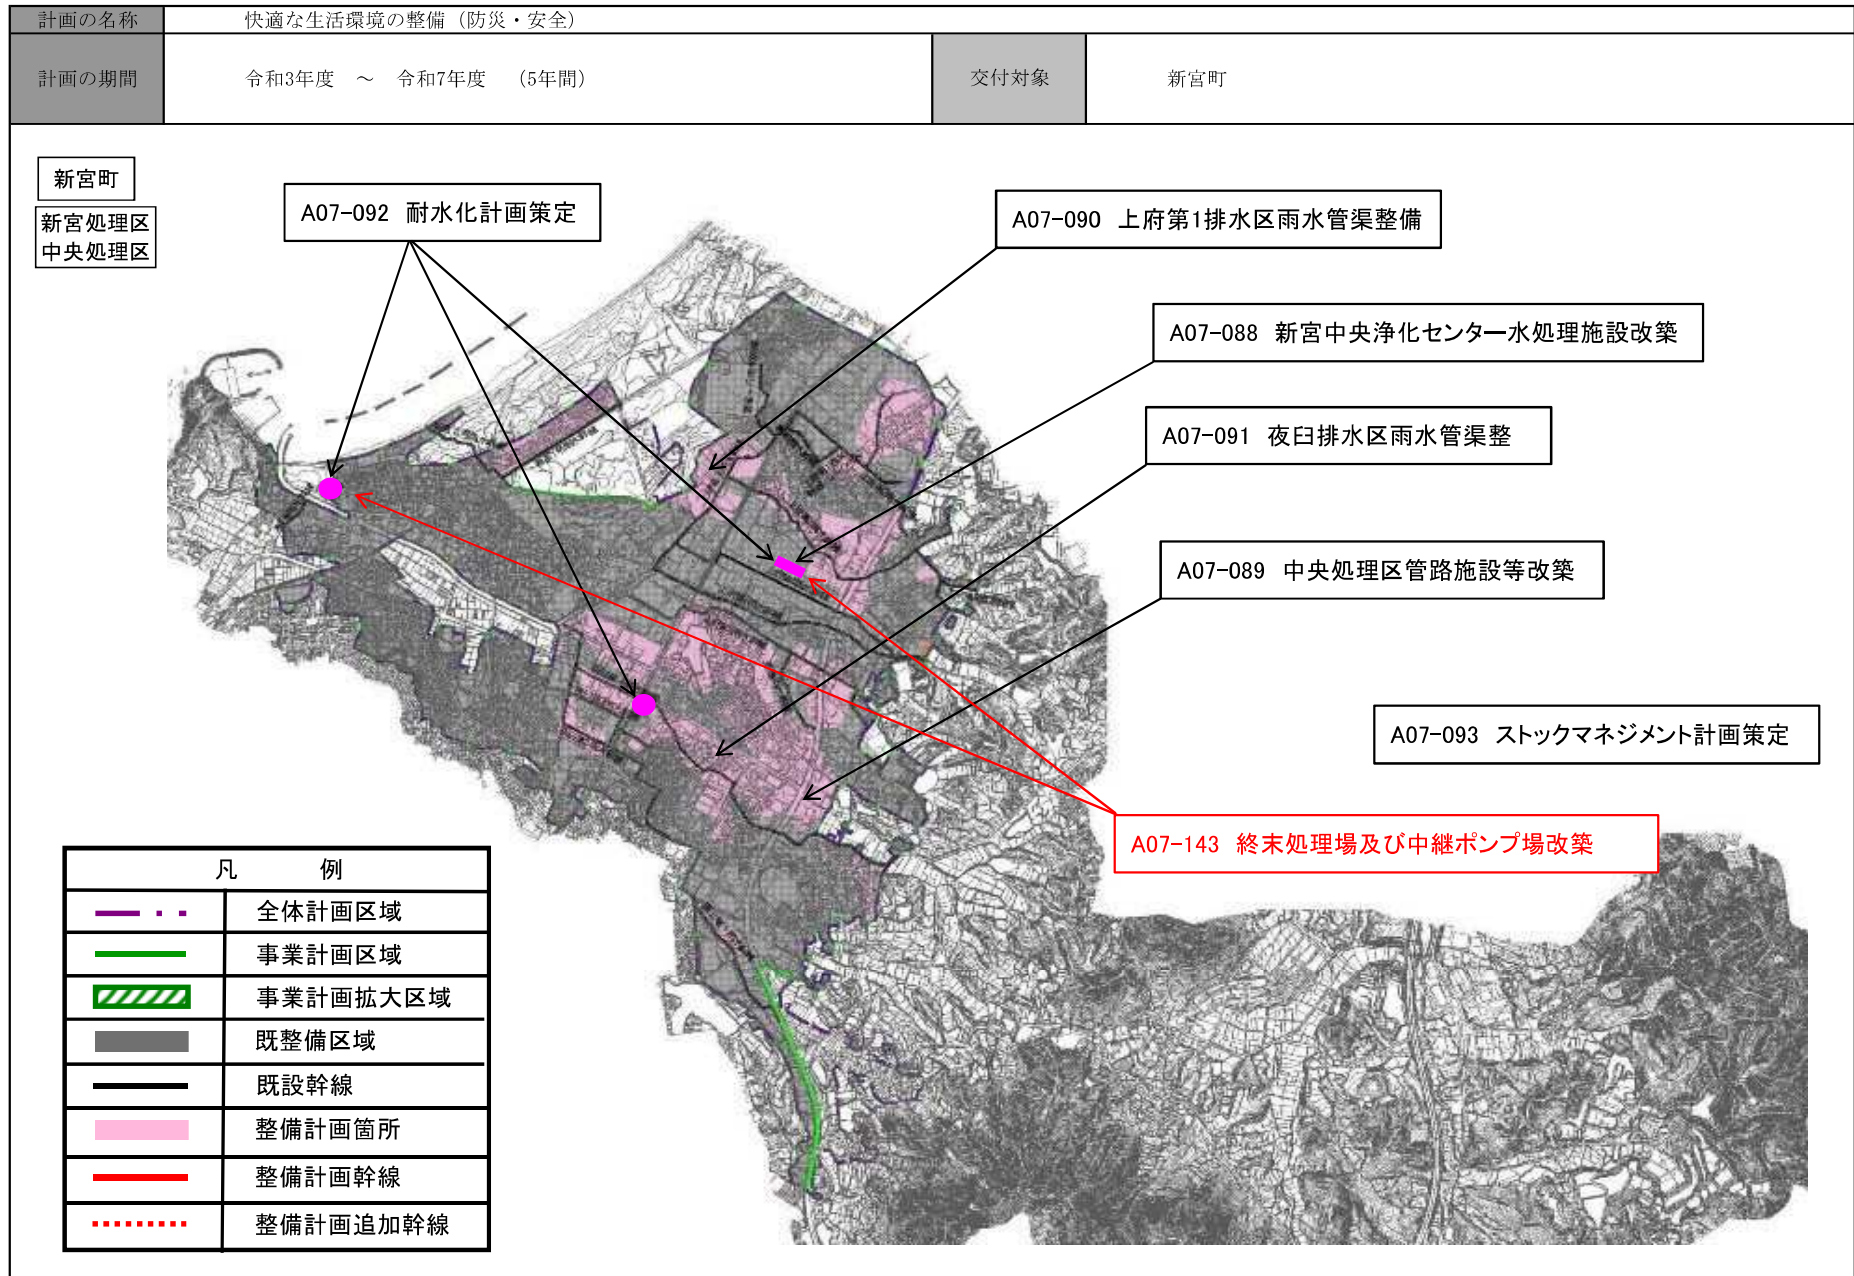 計画の名称 快適な生活環境の整備（防災・安全）
計画の期間 令和3年度 ～ 令和7年度 （5年間） 交付対象 新宮町
新宮町
新宮処理区
中央処理区
A07-092 耐水化計画策定
A07-090 上府第1排水区雨水管渠整備
A07-088 新宮中央浄化センター水処理施設改築
A07-091 夜臼排水区雨水管渠整
A07-089 中央処理区管路施設等改築
A07-093 ストックマネジメント計画策定
A07-143 終末処理場及び中継ポンプ場改築
凡 例
全体計画区域
事業計画区域
事業計画拡大区域
既整備区域
既設幹線
整備計画箇所
整備計画幹線
整備計画追加幹線